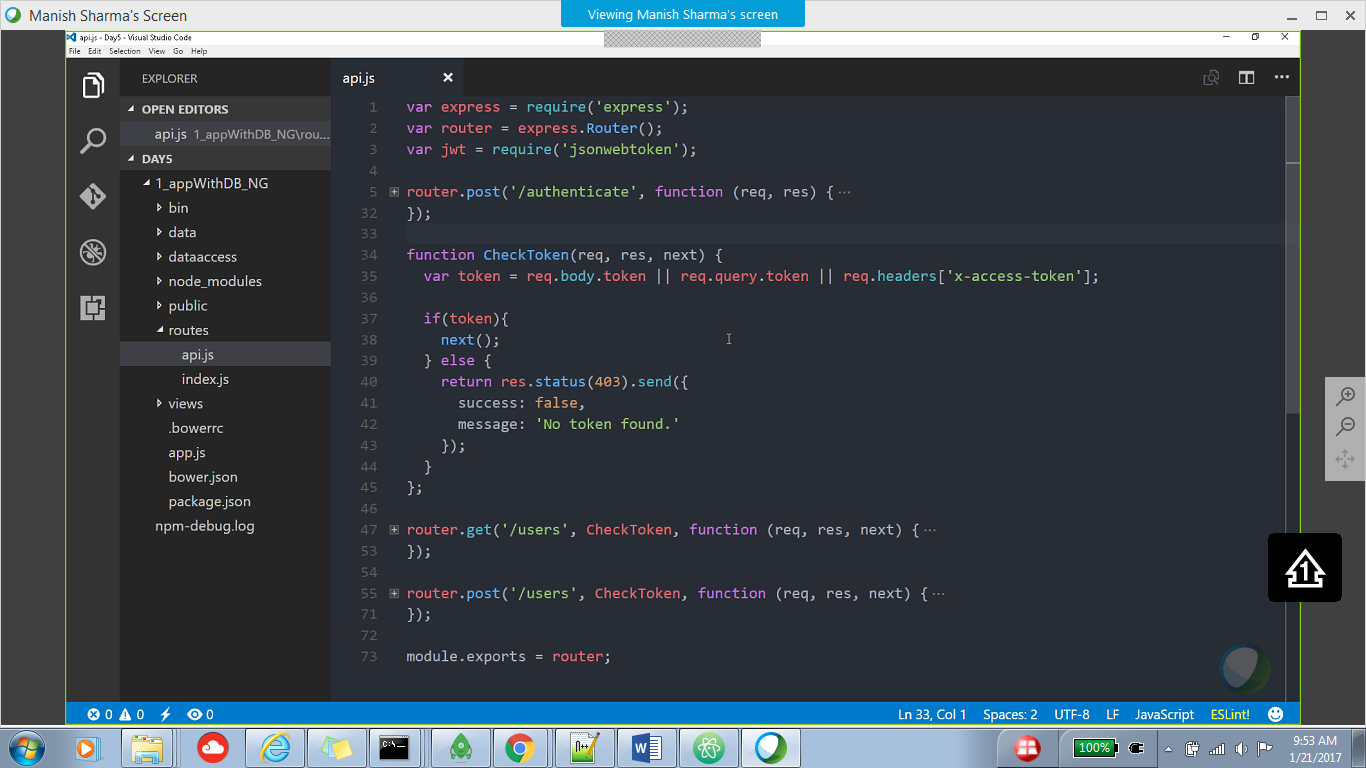 Manish Sharma's Screen
Viewing Manish Sharma's screen
api.js - Day5 - Visual Studio Code
File Edit Selection View Go Help
EXPLORER
OPEN EDITORS
api.js 1_appWithDB_NG\rou...
DAY5
1_appWithDB_NG
bin
data
dataaccess
node_modules
public
routes
api.js
index.js
views
.bowerrc
app.js
bower.json
package.json
npm-debug.log
api.js
1 var express = require('express');
2 var router = express.Router();
3 var jwt = require('jsonwebtoken');
4
5 router.post('/authenticate', function (req, res) { ...
32 });
33
34 function CheckToken(req, res, next) {
35 var token = req.body.token || req.query.token || req.headers['x-access-token'];
36
37 if(token){
38 next();
39 } else {
40 return res.status(403).send({
41 success: false,
42 message: 'No token found.'
43 });
44 }
45 };
46
47 router.get('/users', CheckToken, function (req, res, next) { ...
53 });
54
55 router.post('/users', CheckToken, function (req, res, next) { ...
71 });
72
73 module.exports = router;
1
0 0 0 Ln 33, Col 1 Spaces: 2 UTF-8 LF JavaScript ESLint!
100%
9:53 AM
1/21/2017